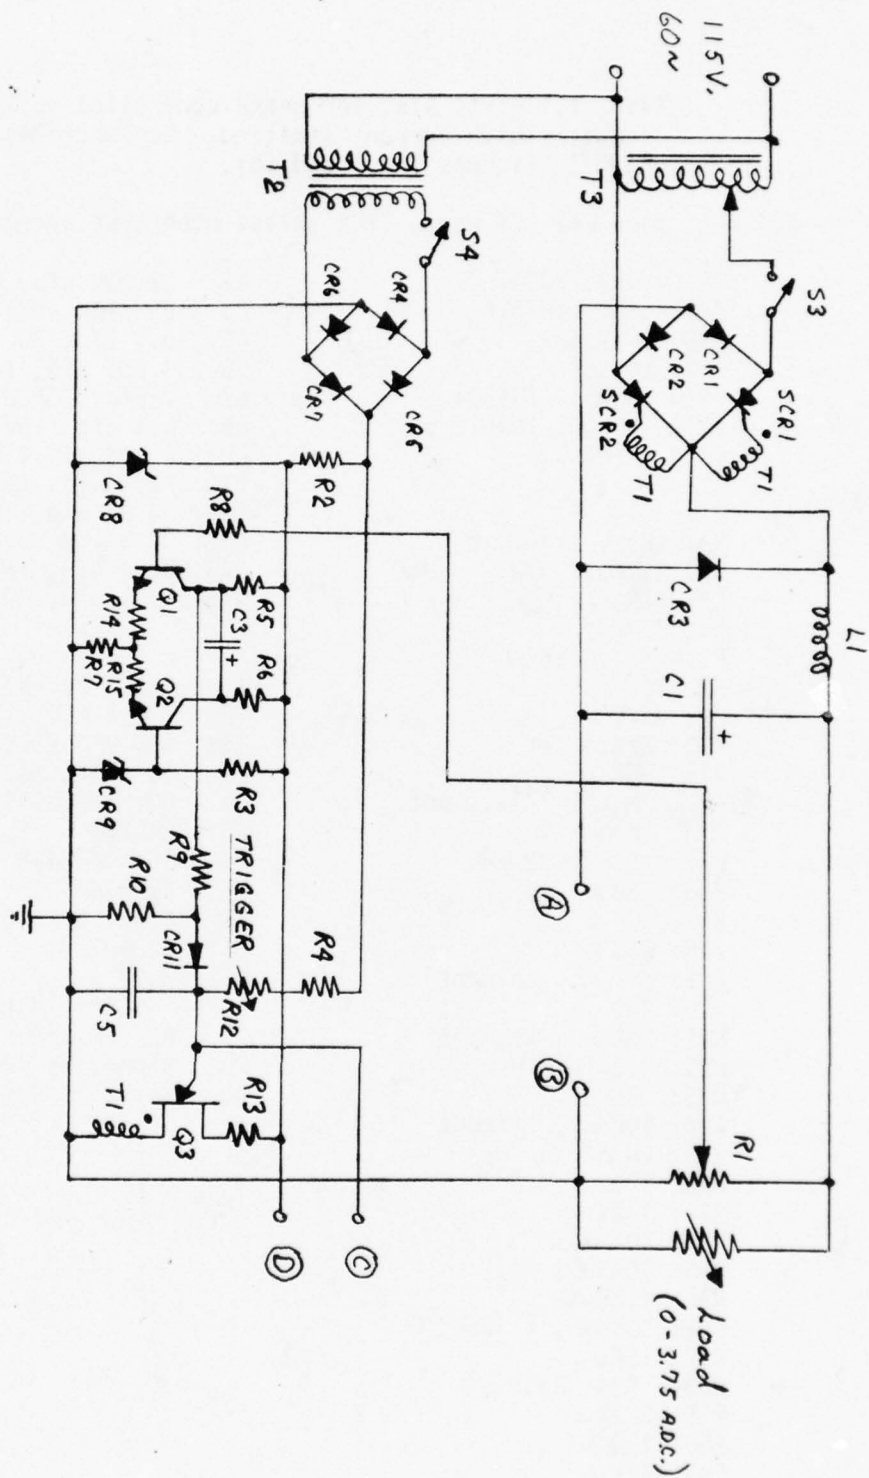 115V.
60~
T3
S3
CR1
CR2
SCR1
SCR2
T1
T1
L1
CR3
C1
+
A
B
R1
Load
(0-3.75 A.D.C.)
T2
S4
CR6
CR4
CR7
CR6
R2
CR8
R8
R5
C3
+
R6
Q1
R14
R15
R7
Q2
R3
CR9
TRIGGER
R9
R10
CR11
R4
R12
C5
R13
Q3
T1
C
D